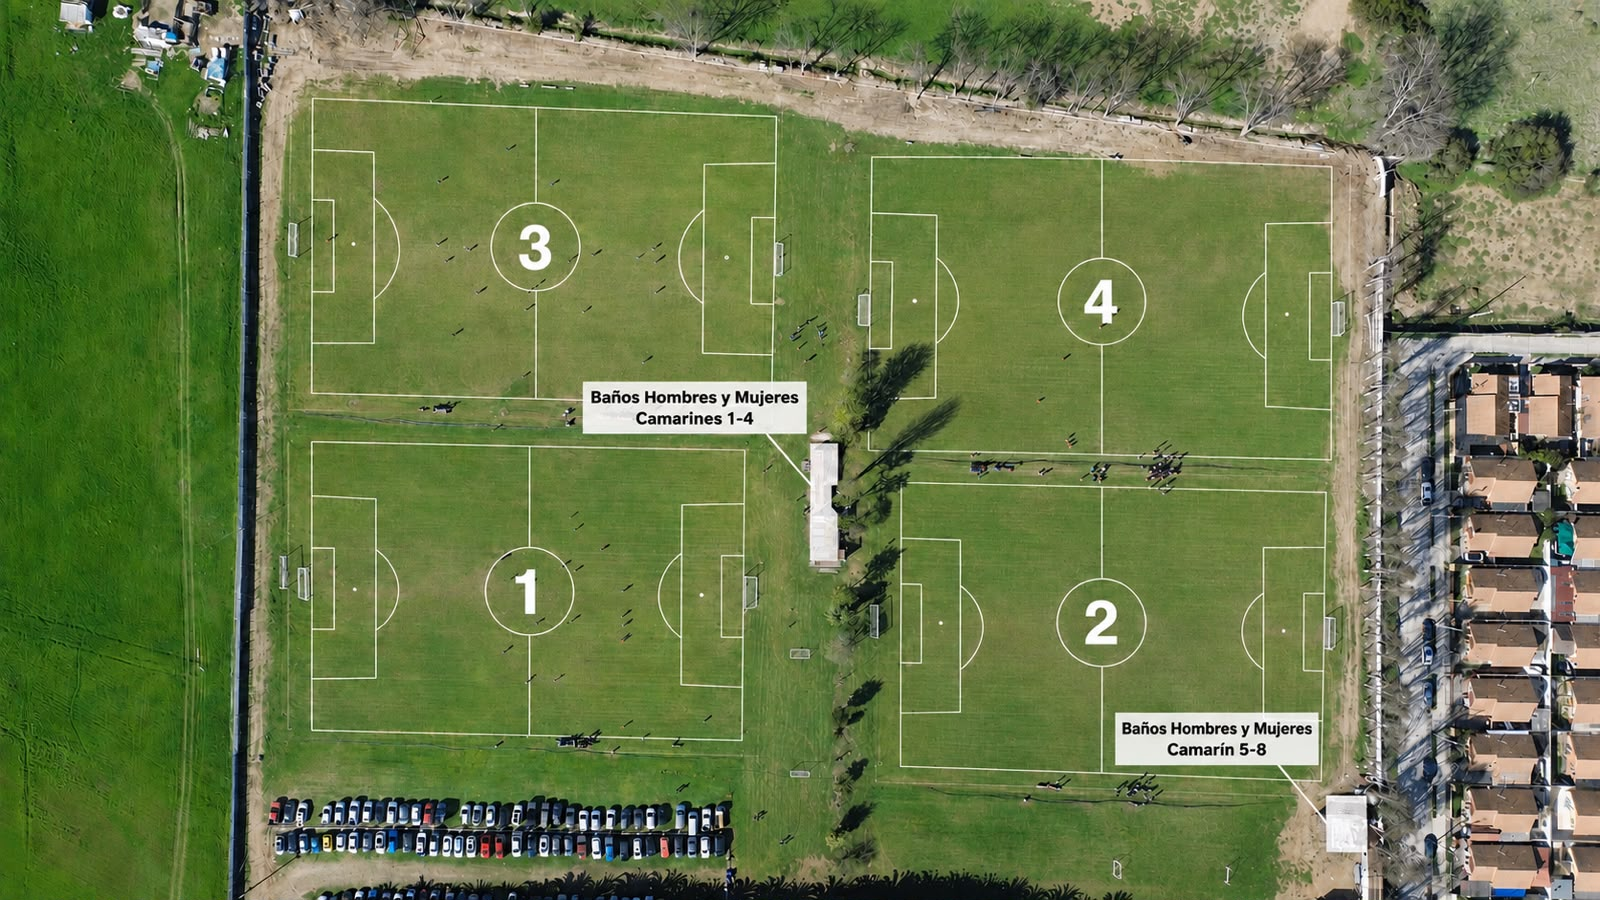 3
4
Baños Hombres y Mujeres
Camarines 1-4
1
2
Baños Hombres y Mujeres
Camarín 5-8